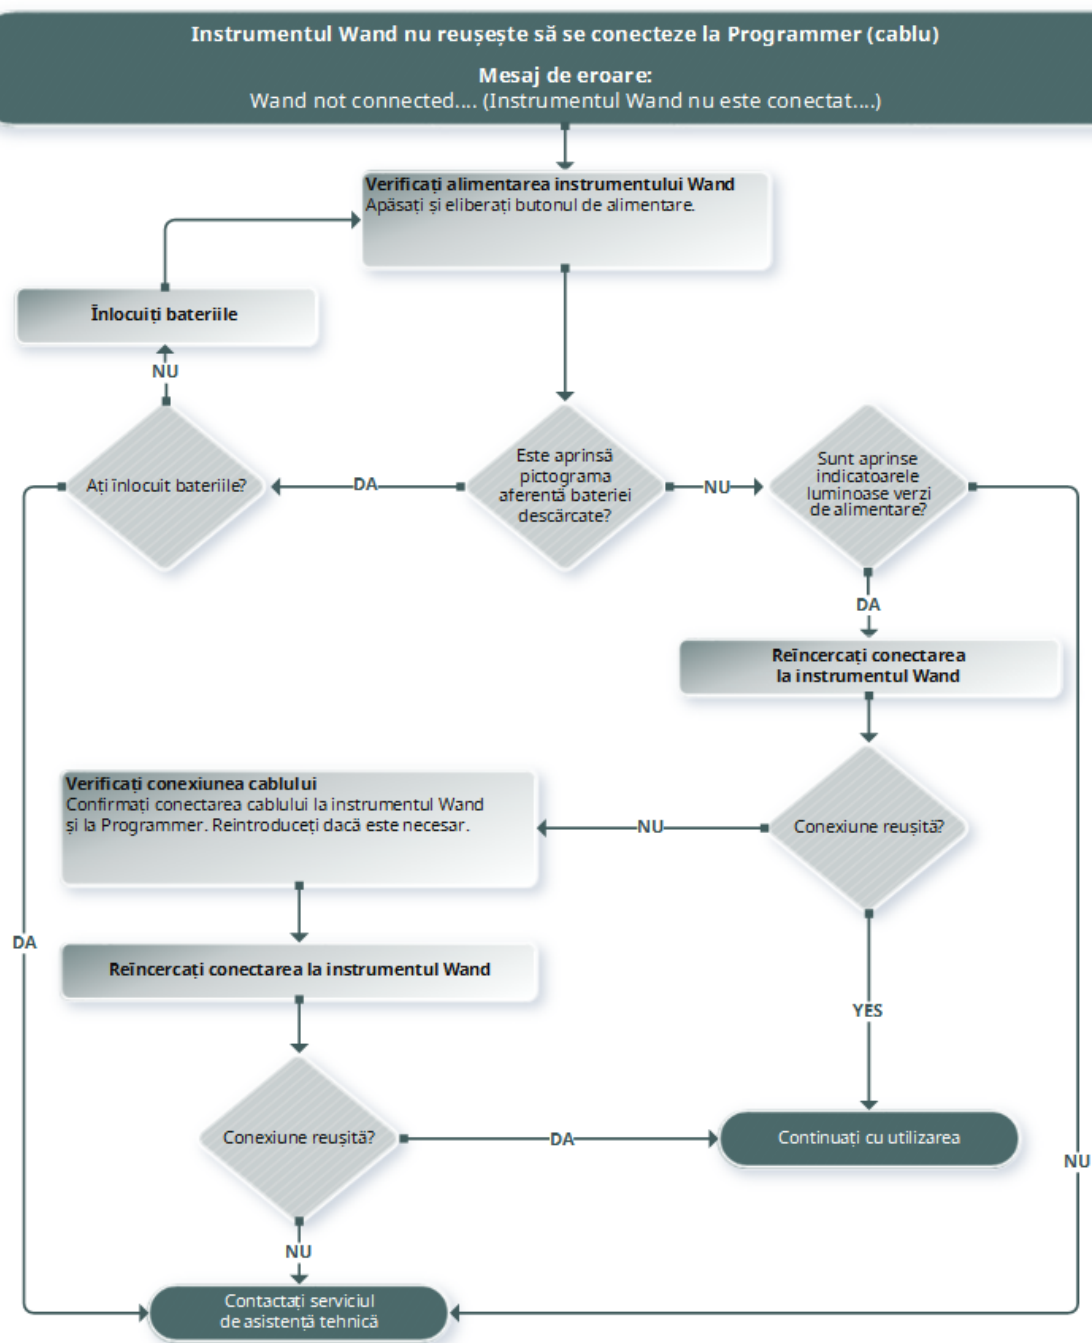 Instrumentul Wand nu reușește să se conecteze la Programmer (cablu)
Mesaj de eroare:
Wand not connected.... (Instrumentul Wand nu este conectat....)
Verificați alimentarea instrumentului Wand
Apăsați și eliberați butonul de alimentare.
Înlocuiți bateriile
NU
Ați înlocuit bateriile?
DA
Este aprinsă
pictograma
aferentă bateriei
descărcate?
NU
Sunt aprinse
indicatoarele
luminoase verzi
de alimentare?
DA
Reîncercați conectarea
la instrumentul Wand
Verificați conexiunea cablului
Confirmați conectarea cablului la instrumentul Wand
și la Programmer. Reintroduceți dacă este necesar.
NU
Conexiune reușită?
DA
Reîncercați conectarea la instrumentul Wand
YES
Conexiune reușită?
DA
Continuați cu utilizarea
NU
NU
Contactați serviciul
de asistență tehnică